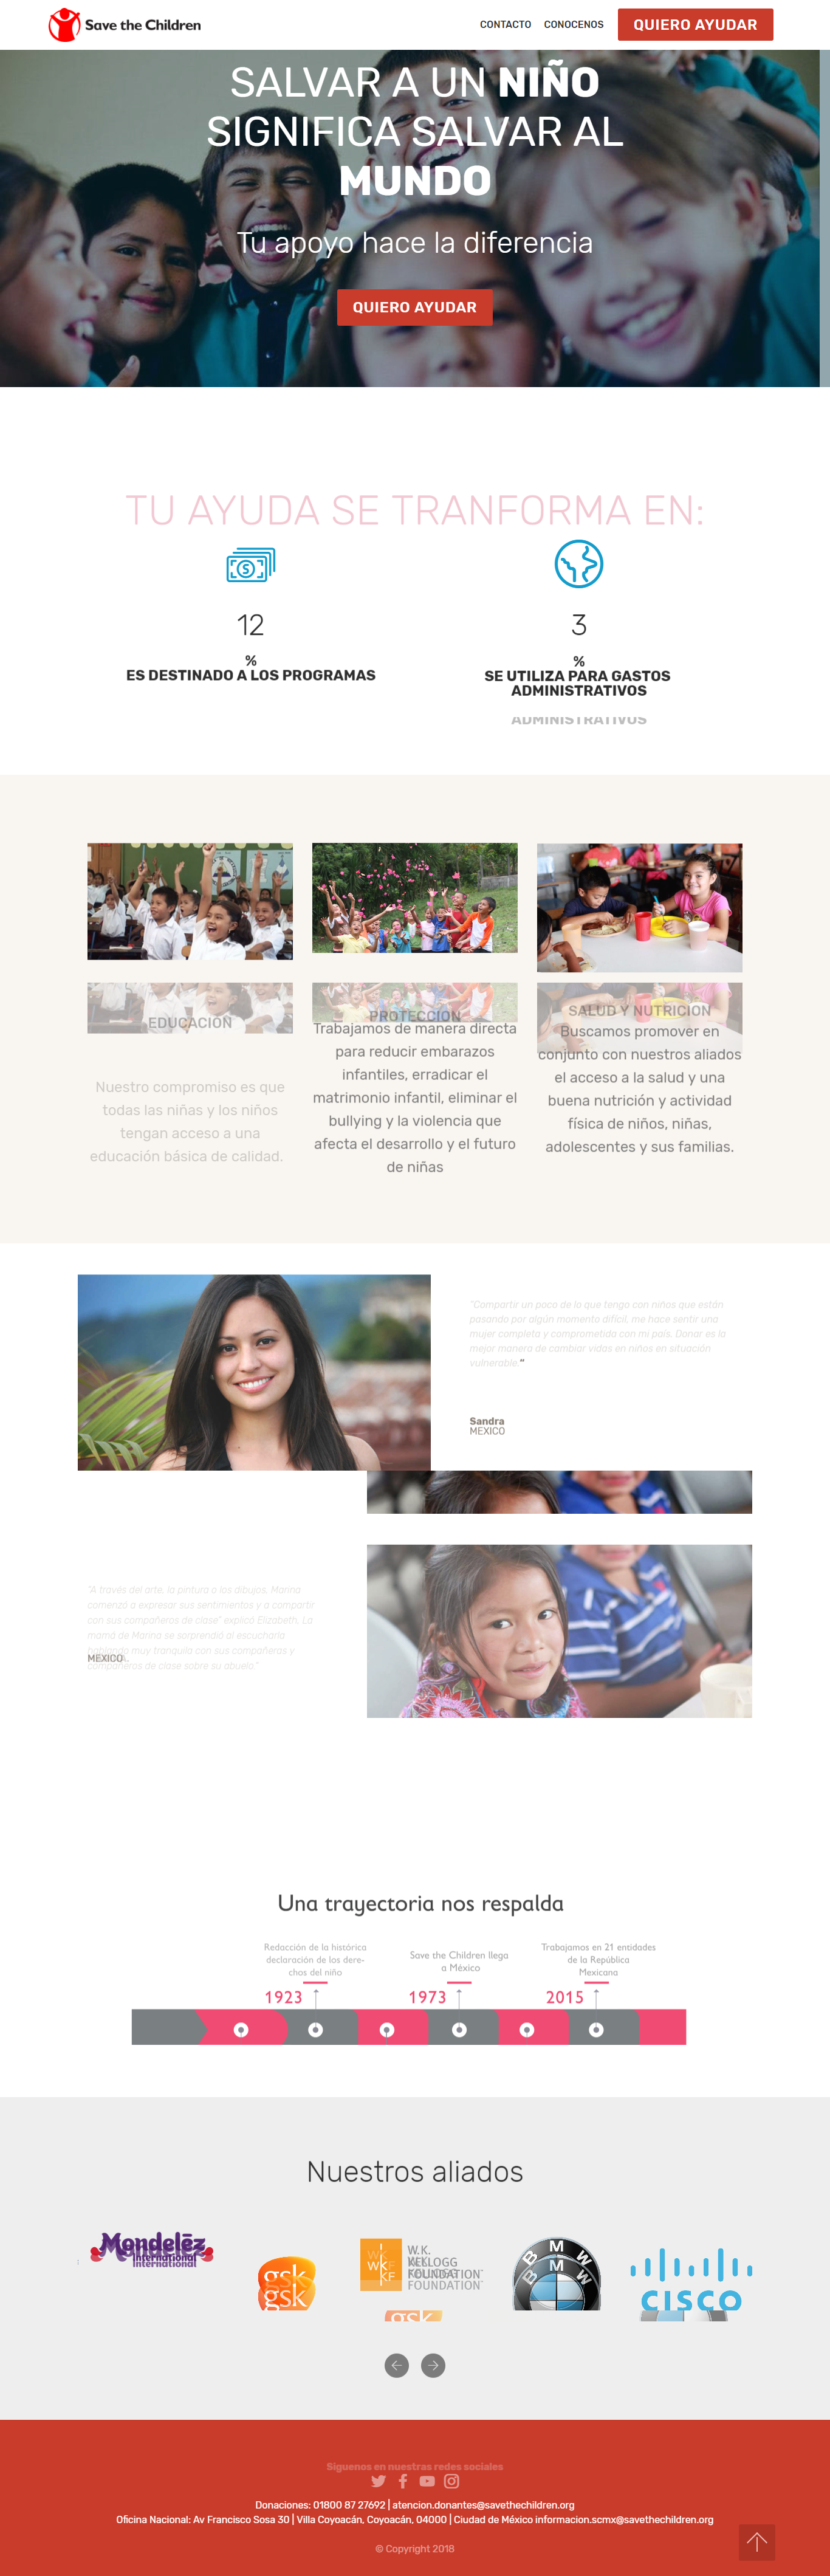 Save the Children
CONTACTO CONOCENOS QUIERO AYUDAR
SALVAR A UN NIÑO
SIGNIFICA SALVAR AL
MUNDO
Tu apoyo hace la diferencia
QUIERO AYUDAR
TU AYUDA SE TRANFORMA EN:
12
%
ES DESTINADO A LOS PROGRAMAS
3
%
SE UTILIZA PARA GASTOS
ADMINISTRATIVOS
ADMINISTRATIVOS
EDUCACIÓN
Nuestro compromiso es que
todas las niñas y los niños
tengan acceso a una
educación básica de calidad.
PROTECCIÓN
Trabajamos de manera directa
para reducir embarazos
infantiles, erradicar el
matrimonio infantil, eliminar el
bullying y la violencia que
afecta el desarrollo y el futuro
de niñas
SALUD Y NUTRICIÓN
Buscamos promover en
conjunto con nuestros aliados
el acceso a la salud y una
buena nutrición y actividad
física de niños, niñas,
adolescentes y sus familias.
"Compartir un poco de lo que tengo con niños que están
pasando por algún momento difícil, me hace sentir una
mujer completa y comprometida con mi país. Donar es la
mejor manera de cambiar vidas en niños en situación
vulnerable."
Sandra
MEXICO
"A través del arte, la pintura o los dibujos, Manna
comenzó a expresar sus sentimientos y a compartir
con sus compañeros de clase" explicó Elizabeth. La
mamá de Manna se sorprendió al escucharla
hablando muy tranquila con sus compañeras y
compañeros de clase sobre su abuela."
MEXICO
Una trayectoria nos respalda
Redacción de la histórica
declaración de los dere-
chos del niño
1923
Save the Children llega
a México
1973
Trabajamos en 21 entidades
de la República
Mexicana
2015
Nuestros aliados
Mondelēz
International
gsk
gsk
gsk
WK
KF
W.K.
KELLOGG
FOUNDATION
FOUNDATION
BMW
CISCO
Siguenos en nuestras redes sociales
Donaciones: 01800 87 27692 | atencion.donantes@savethechildren.org
Oficina Nacional: Av Francisco Sosa 30 | Villa Coyoacán, Coyoacán, 04000 | Ciudad de México informacion.scmx@savethechildren.org
© Copyright 2018